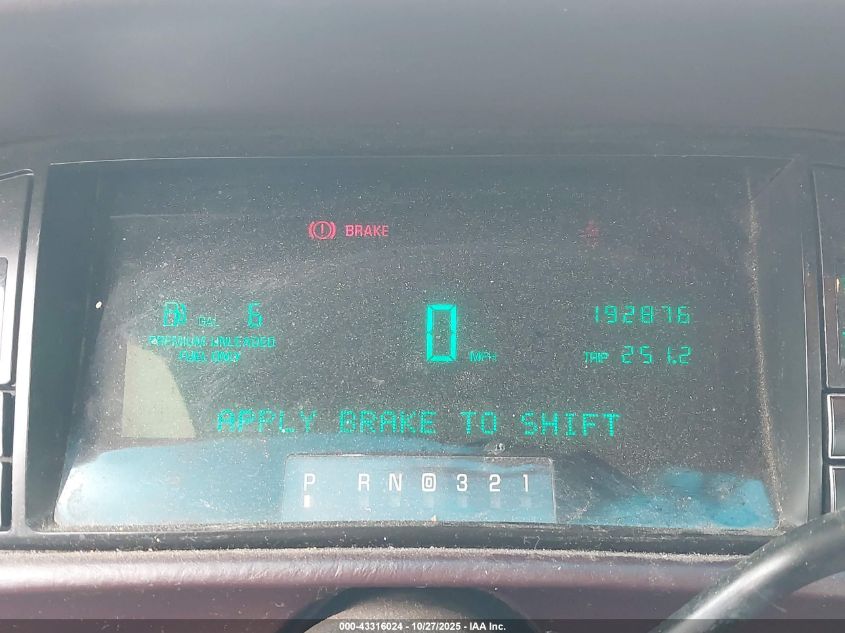 BRAKE
GAL 6
192876
PREMIUM UNLEADED
FUEL ONLY
0 MPH
TRIP 251.2
APPLY BRAKE TO SHIFT
P R N D 3 2 1
000-43316024 | 10/27/2025 | IAA Inc.